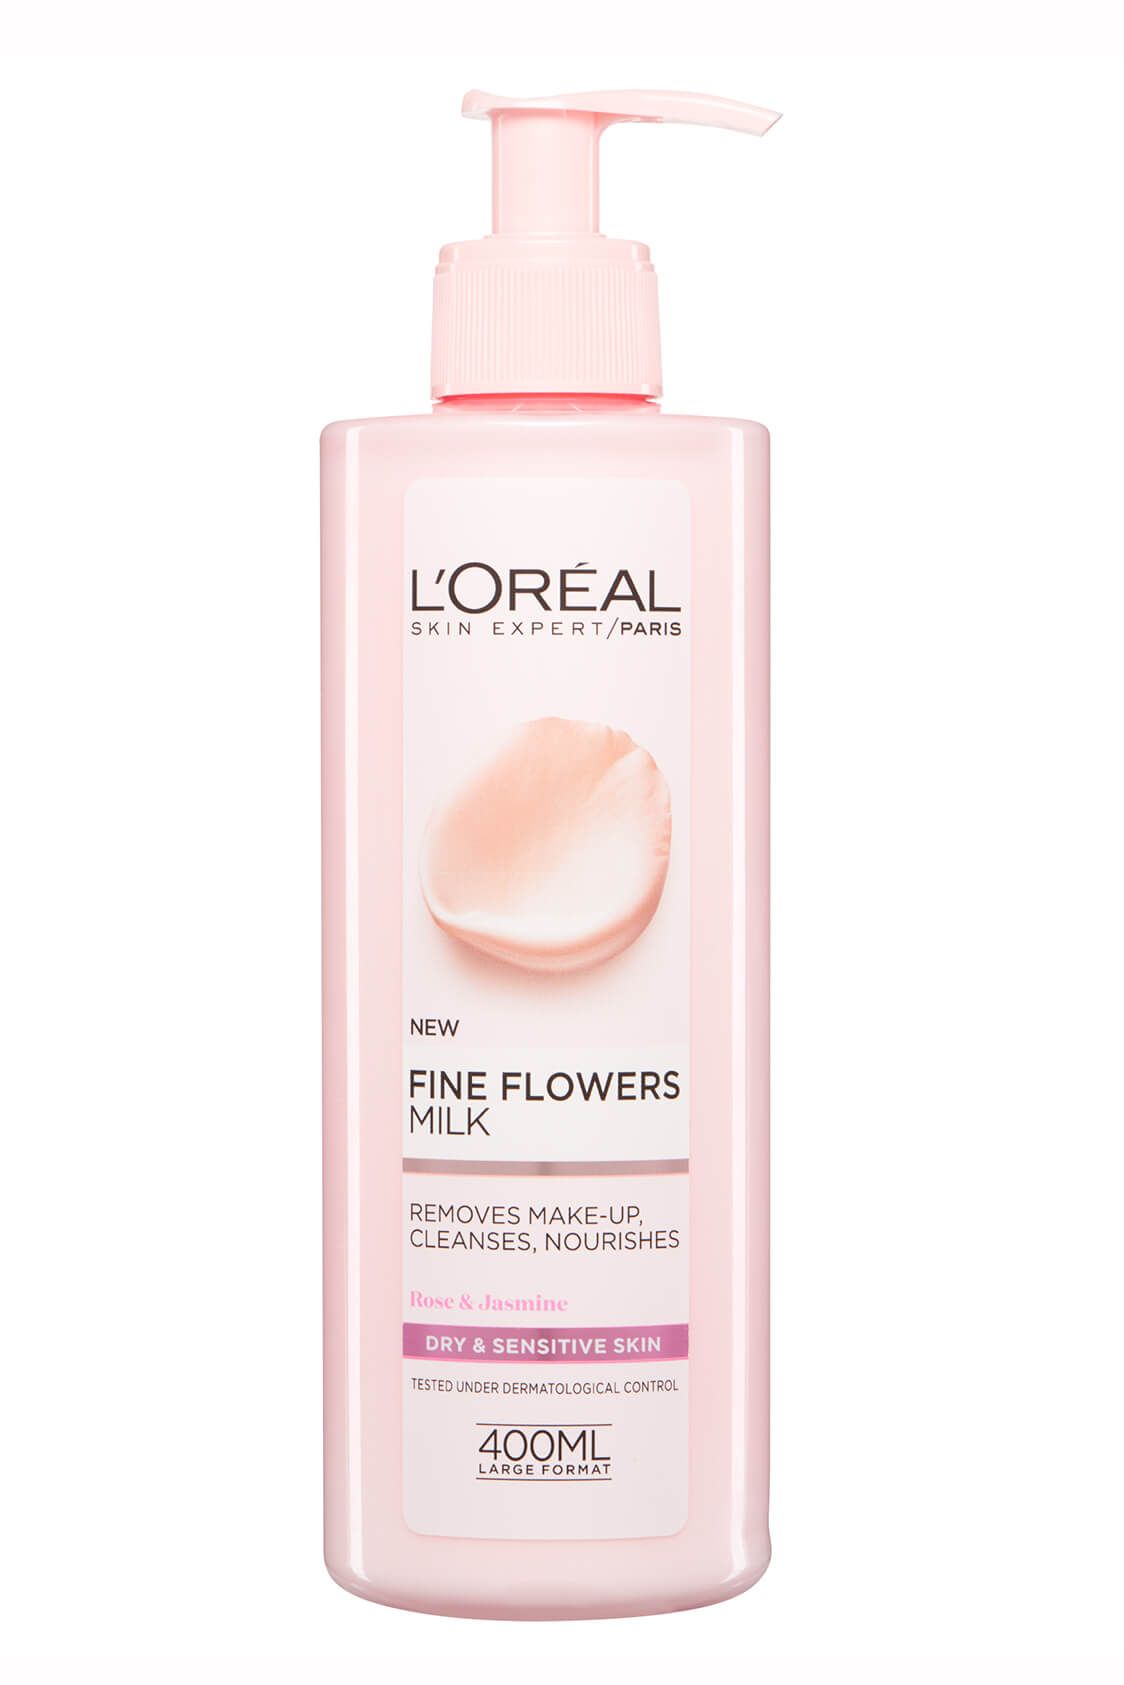 L'ORÉAL
SKIN EXPERT/PARIS
NEW
FINE FLOWERS
MILK
REMOVES MAKE-UP,
CLEANSES, NOURISHES
Rose & Jasmine
DRY & SENSITIVE SKIN
TESTED UNDER DERMATOLOGICAL CONTROL
400ML
LARGE FORMAT